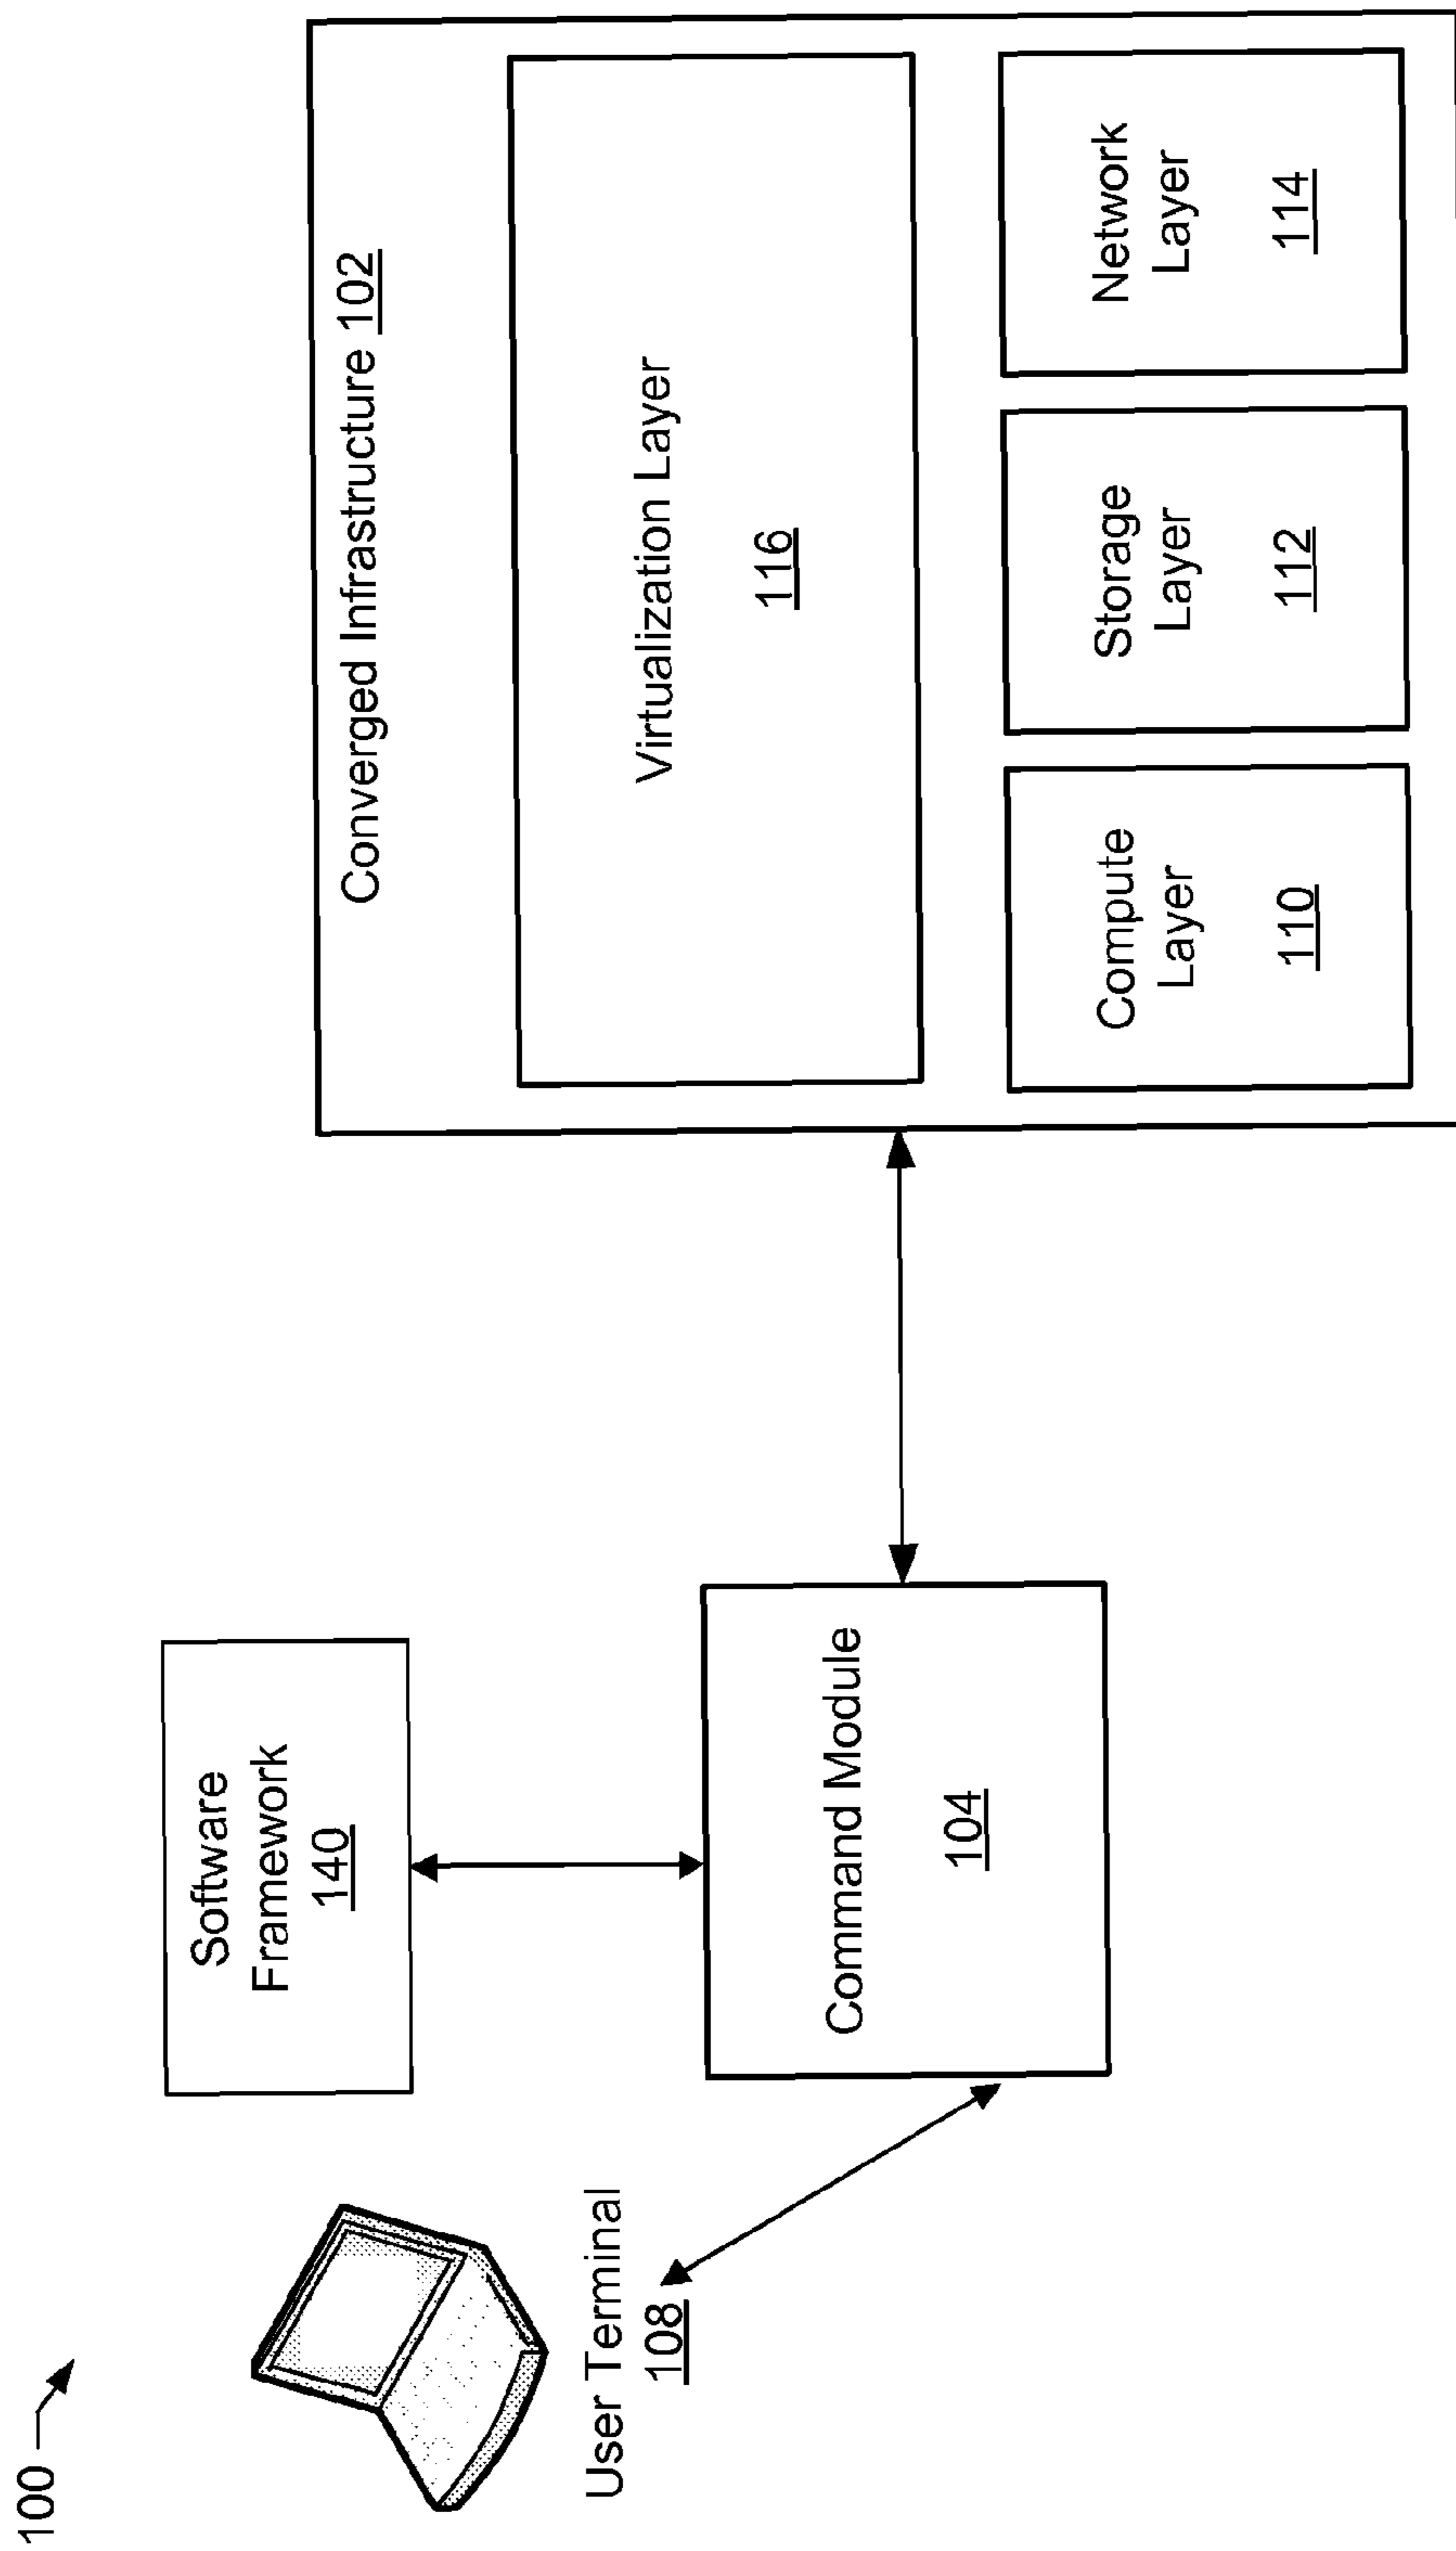 100
User Terminal
108
Software
Framework
140
Command Module
104
Converged Infrastructure 102
Virtualization Layer
116
Compute
Layer
110
Storage
Layer
112
Network
Layer
114